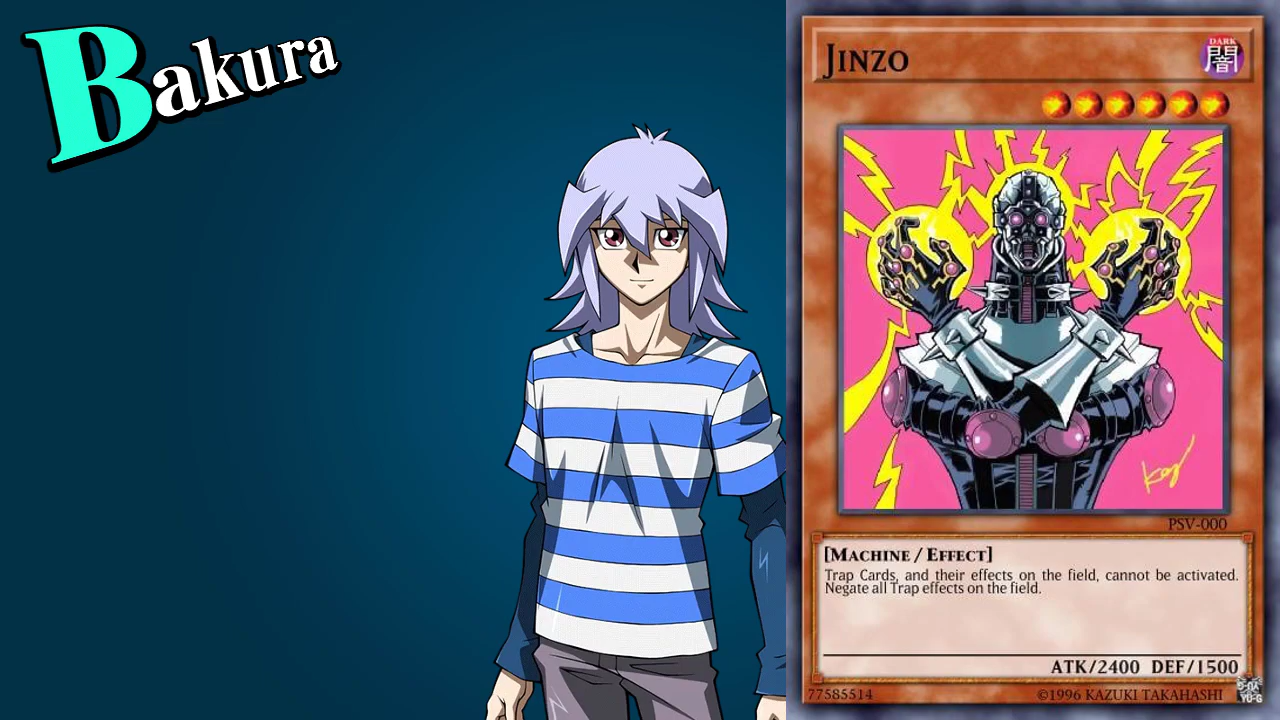 Bakura
JINZO
DARK
闇
PSV-000
[MACHINE / EFFECT]
Trap Cards, and their effects on the field, cannot be activated.
Negate all Trap effects on the field.
ATK/2400 DEF/1500
77585514
©1996 KAZUKI TAKAHASHI